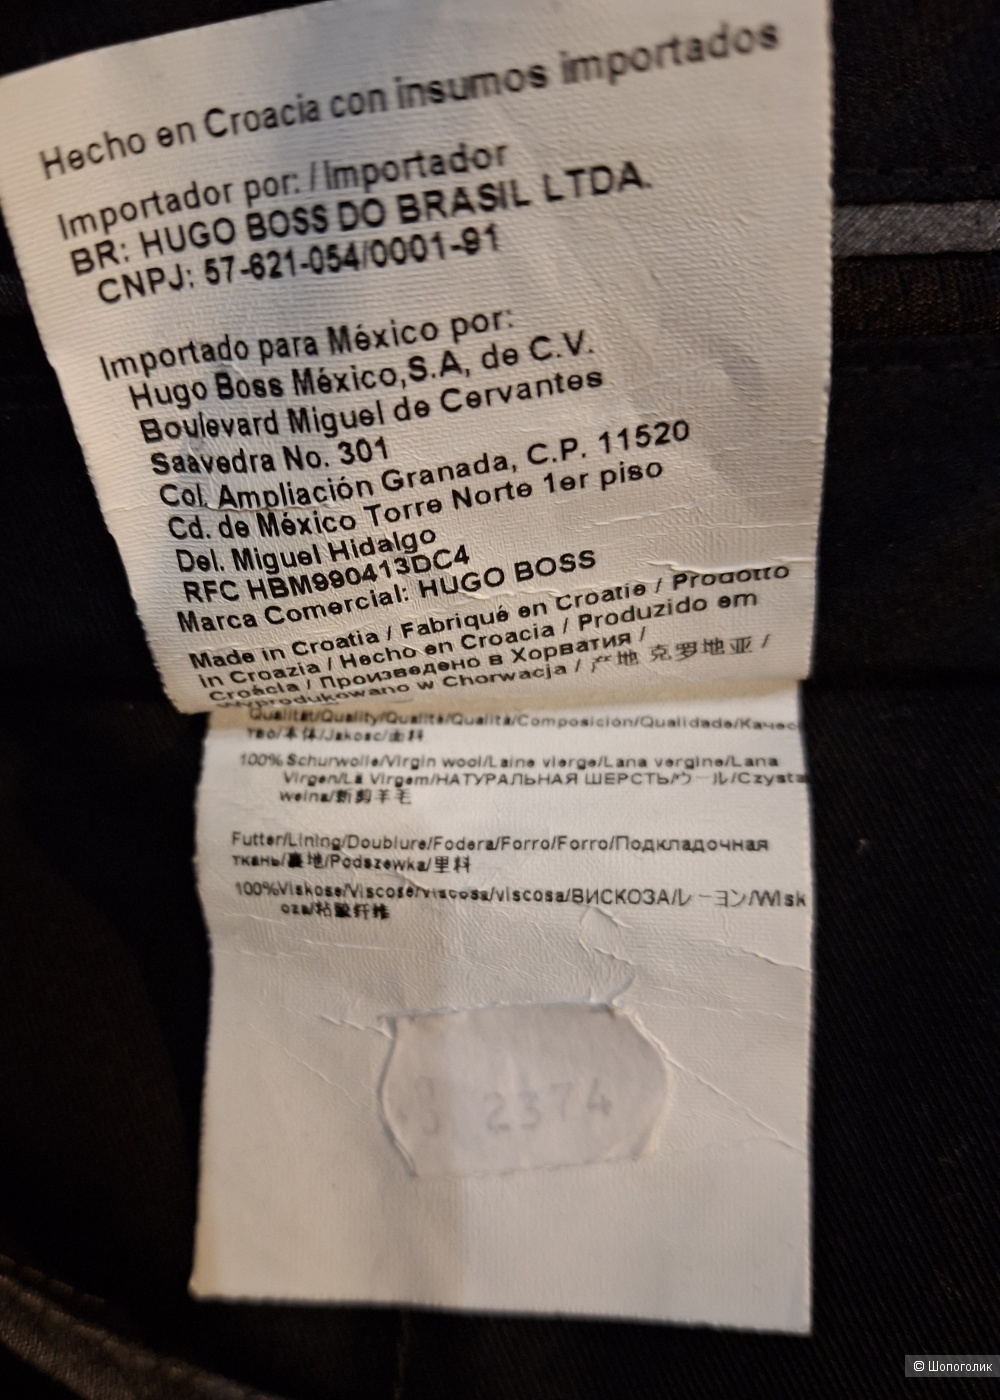 Hecho en Croacia con insumos importados
Importador por: / Importador
BR: HUGO BOSS DO BRASIL LTDA.
CNPJ: 57-621-054/0001-91
Importado para México por:
Hugo Boss México,S.A, de C.V.
Boulevard Miguel de Cervantes
Saavedra No. 301
Col. Ampliación Granada, C.P. 11520
Cd. de México Torre Norte 1er piso
Del. Miguel Hidalgo
RFC HBM990413DC4
Marca Comercial: HUGO BOSS
Made in Croatia / Fabriqué en Croatie / Prodotto
in Croazia / Hecho en Croacia / Produzido em
Croácia / Произведено в Хорватия /
Wyprodukowano w Chorwacja / 产地 克罗地亚 /
Qualität/Quality/Qualité/Qualità/Composición/Qualidade/Качес
тво/本体/Jakosc/面料
100% Schurwolle/Virgin wool/Laine vierge/Lana vergine/Lana
Virgen/Lã Virgem/НАТУРАЛЬНАЯ ШЕРСТЬ/ウール/Czysta
welna/新剪羊毛
Futter/Lining/Doublure/Fodera/Forro/Forro/Подкладочная
ткань/裏地/Podszewka/里料
100%Viskose/Viscose/viscosa/viscosa/ВИСКОЗА/レーヨン/Wisk
oza/粘胶纤维
2374
© Шопоголик